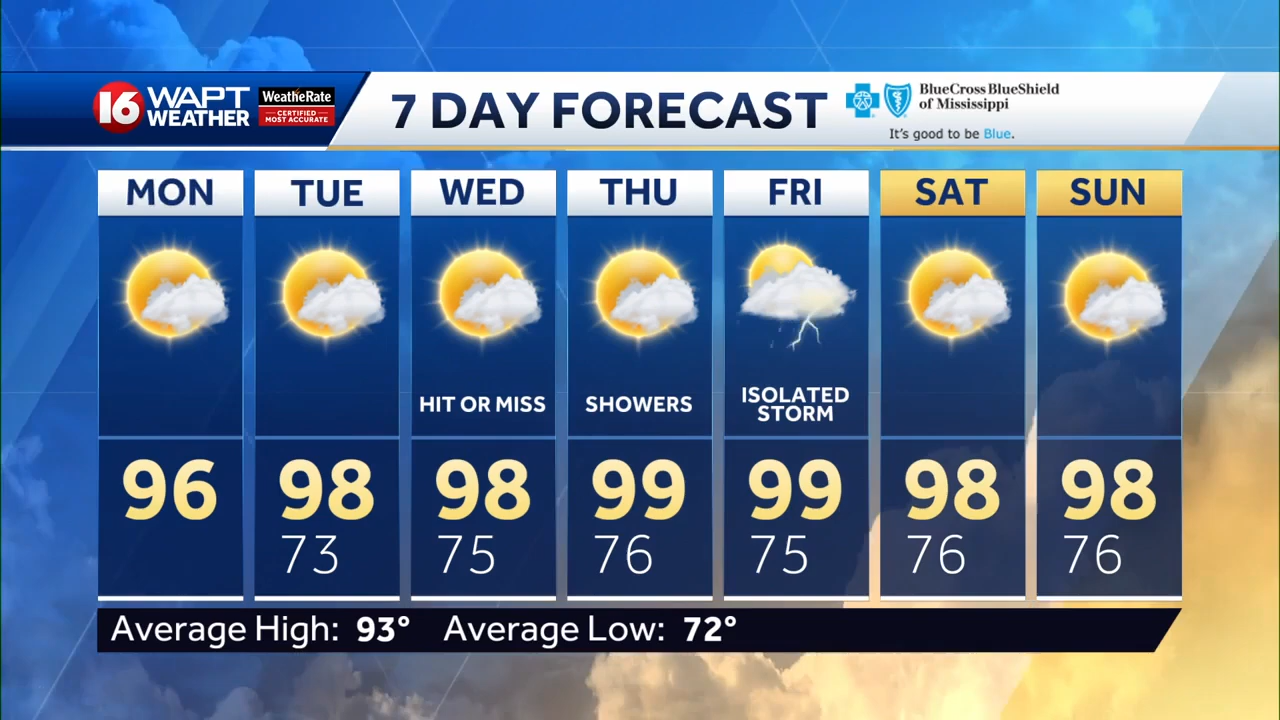 16 WAPT WEATHER
WeatheRate
CERTIFIED
MOST ACCURATE
7 DAY FORECAST
BlueCross BlueShield
of Mississippi
It's good to be Blue.
MON TUE WED THU FRI SAT SUN
HIT OR MISS SHOWERS ISOLATED STORM
96 98 98 99 99 98 98
73 75 76 75 76 76
Average High: 93° Average Low: 72°